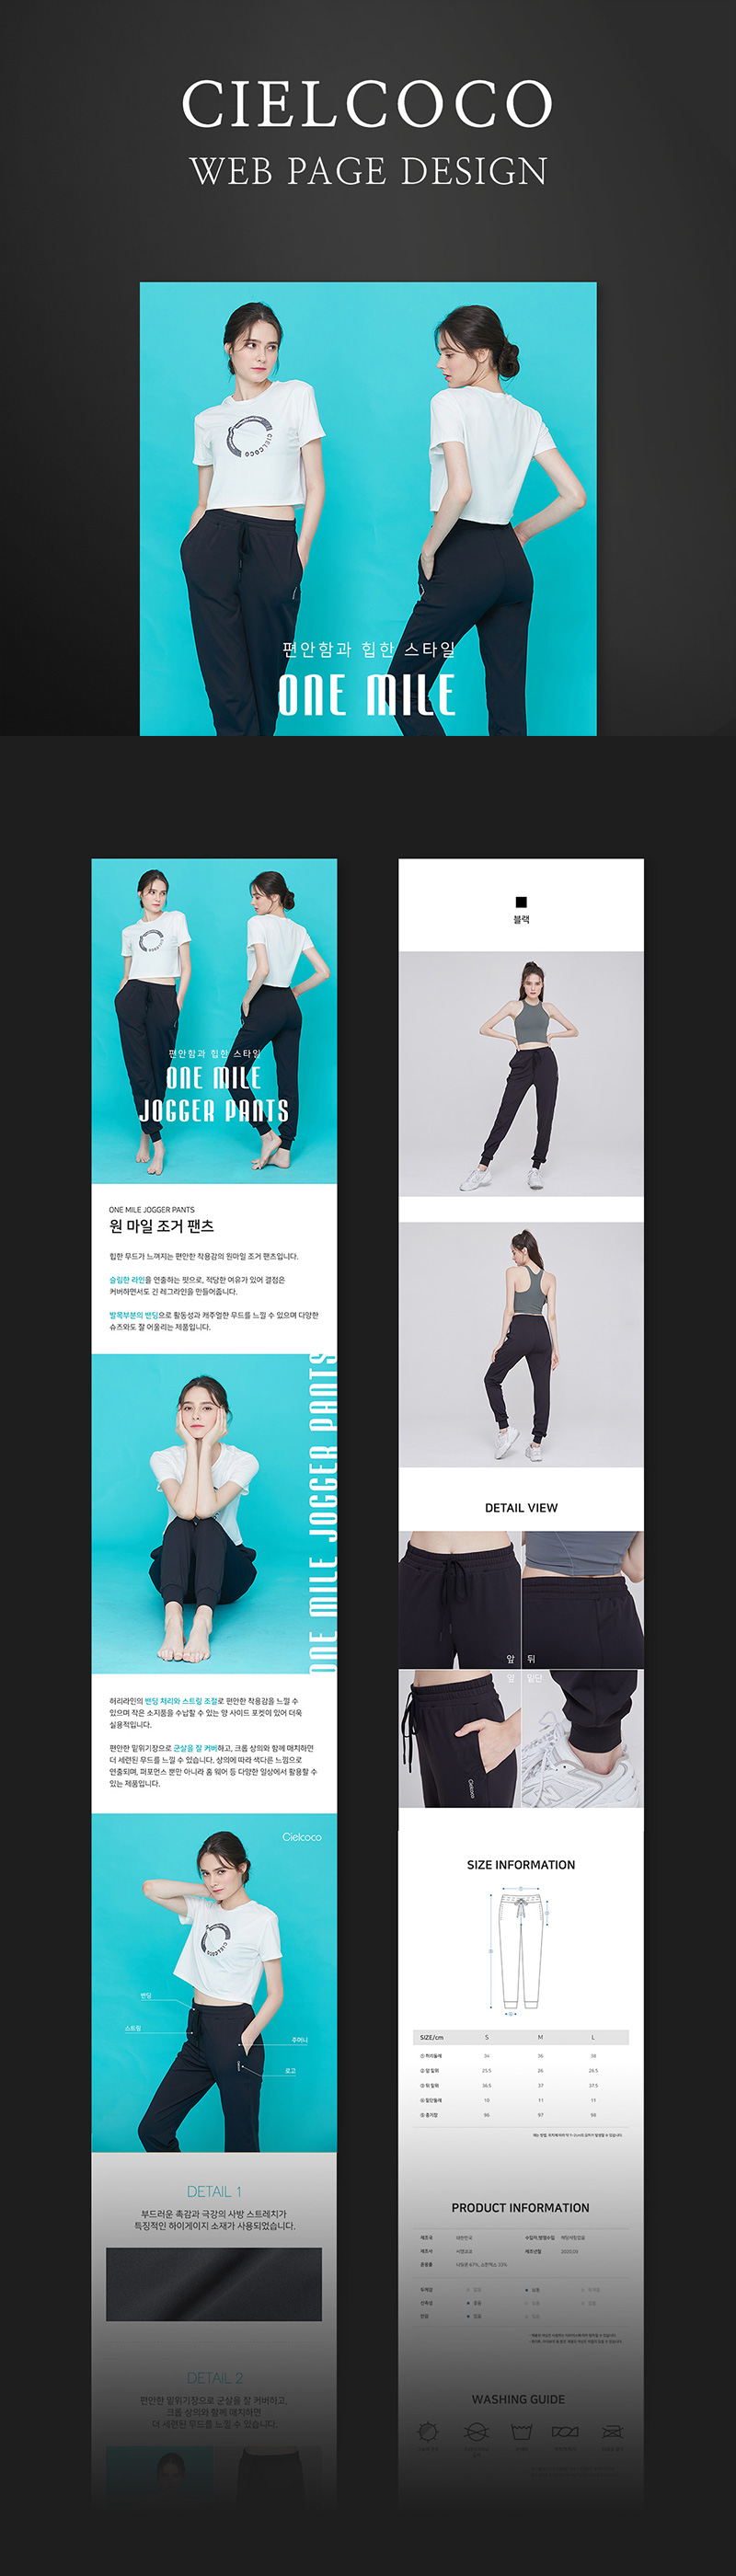 CIELCOCO
WEB PAGE DESIGN
CIELCOCO
편안함과 힙한 스타일
ONE MILE
편안함과 힙한 스타일
ONE MILE
JOGGER PANTS
ONE MILE JOGGER PANTS
원 마일 조거 팬츠
힙한 무드가 느껴지는 편안한 착용감의 원마일 조거 팬츠입니다.
슬림한 라인을 연출하는 핏으로, 적당한 여유가 있어 결점은
커버하면서도 긴 레그라인을 만들어줍니다.
발목부분의 밴딩으로 활동성과 캐주얼한 무드를 느낄 수 있으며 다양한
슈즈와도 잘 어울리는 제품입니다.
ONE MILE JOGGER PANTS
허리라인의 밴딩 처리와 스트링 조절로 편안한 착용감을 느낄 수
있으며 작은 소지품을 수납할 수 있는 양 사이드 포켓이 있어 더욱
실용적입니다.
편안한 밑위기장으로 군살을 잘 커버하고, 크롭 상의와 함께 매치하면
더 세련된 무드를 느낄 수 있습니다. 상의에 따라 색다른 느낌으로
연출되며, 퍼포먼스 뿐만 아니라 홈 웨어 등 다양한 일상에서 활용할 수
있는 제품입니다.
Cielcoco
CIELCOCO
밴딩
스트링
주머니
로고
DETAIL 1
부드러운 촉감과 극강의 사방 스트레치가
특징적인 하이게이지 소재가 사용되었습니다.
DETAIL 2
편안한 밑위기장으로 군살을 잘 커버하고,
크롭 상의와 함께 매치하면
더 세련된 무드를 느낄 수 있습니다.
블랙
DETAIL VIEW
앞 뒤
옆 밑단
Cielcoco
SIZE INFORMATION
SIZE/cm S M L
① 허리둘레 34 36 38
② 앞 밑위 25.5 26 26.5
③ 뒤 밑위 36.5 37 37.5
④ 밑단둘레 10 11 11
⑤ 총기장 96 97 98
PRODUCT INFORMATION
제조국 대한민국
제조사 씨엘코코 제조년월 2020.09
혼용률
두께감
신축성
안감
WASHING GUIDE